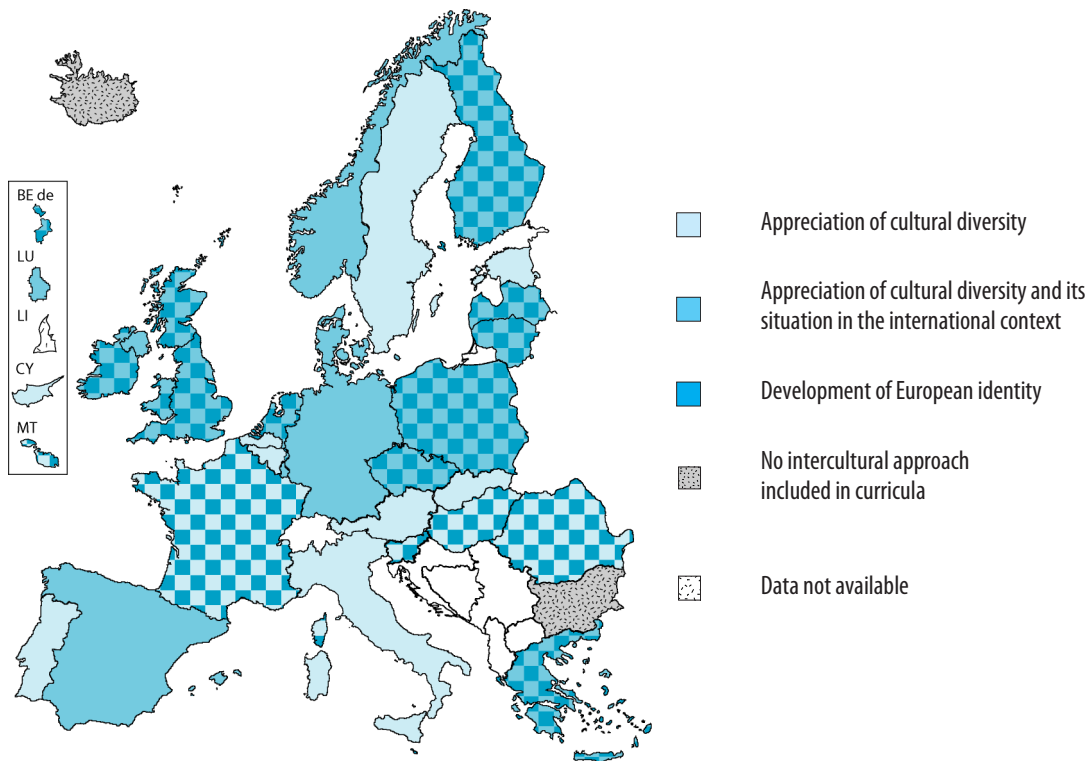 BE de
LU
LI
CY
MT
Appreciation of cultural diversity
Appreciation of cultural diversity and its
situation in the international context
Development of European identity
No intercultural approach
included in curricula
Data not available